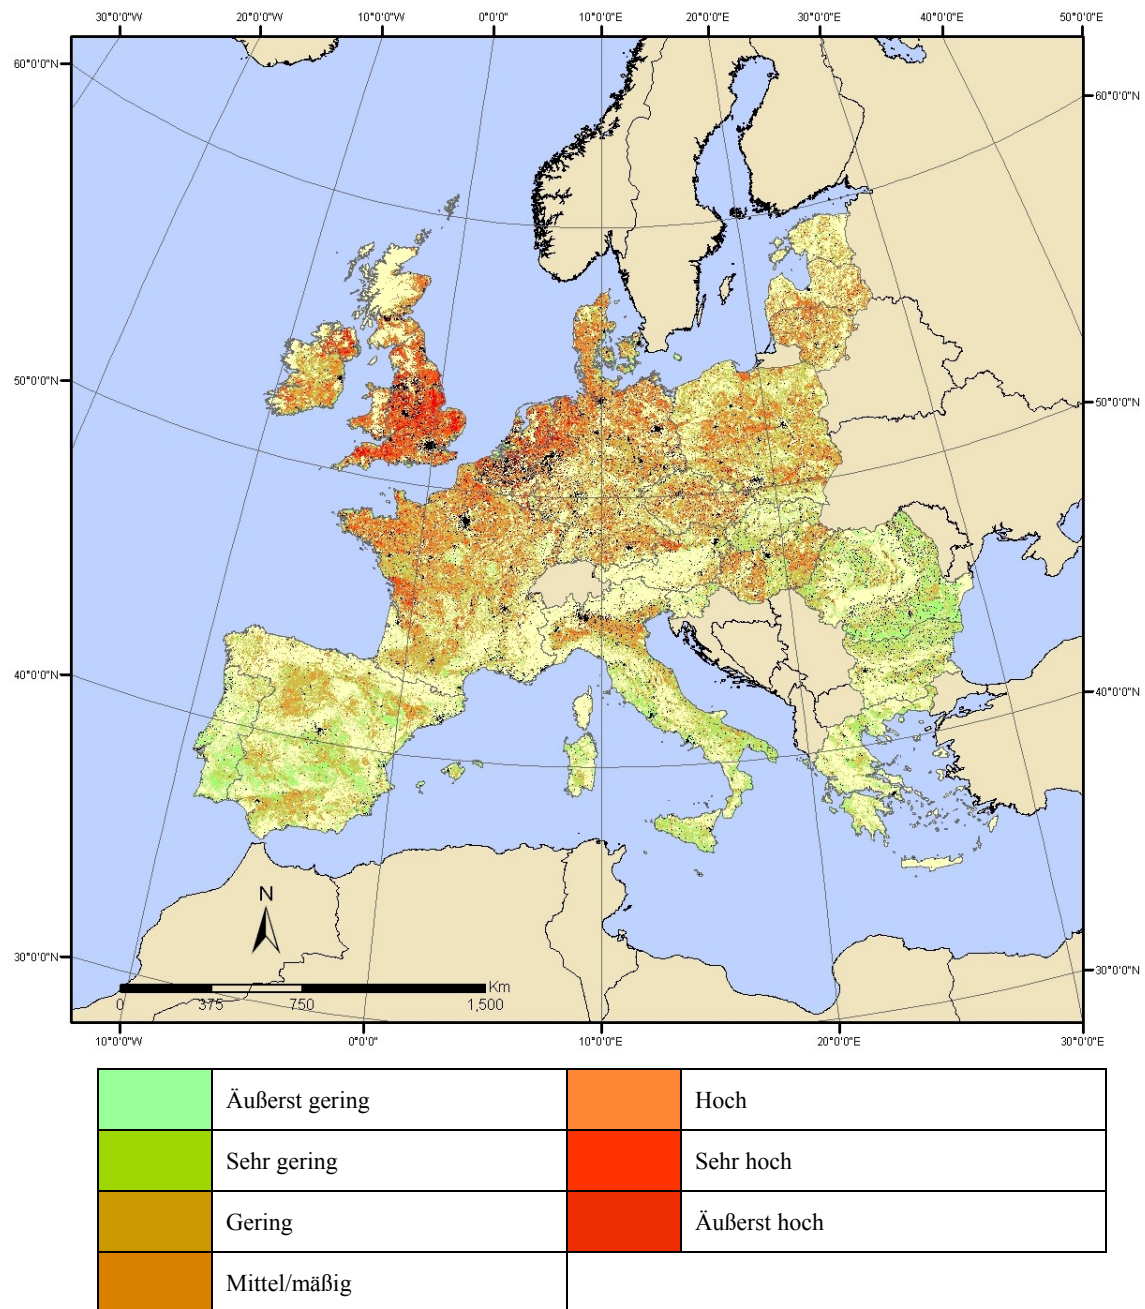 30°0'0"W 20°0'0"W 10°0'0"W 0°0'0" 10°0'0"E 20°0'0"E 30°0'0"E 40°0'0"E 50°0'0"E
60°0'0"N
60°0'0"N
50°0'0"N
50°0'0"N
40°0'0"N
40°0'0"N
30°0'0"N
30°0'0"N
N
Km
0 375 750 1,500
10°0'0"W 0°0'0" 10°0'0"E 20°0'0"E 30°0'0"E
Äußerst gering Hoch
Sehr gering Sehr hoch
Gering Äußerst hoch
Mittel/mäßig